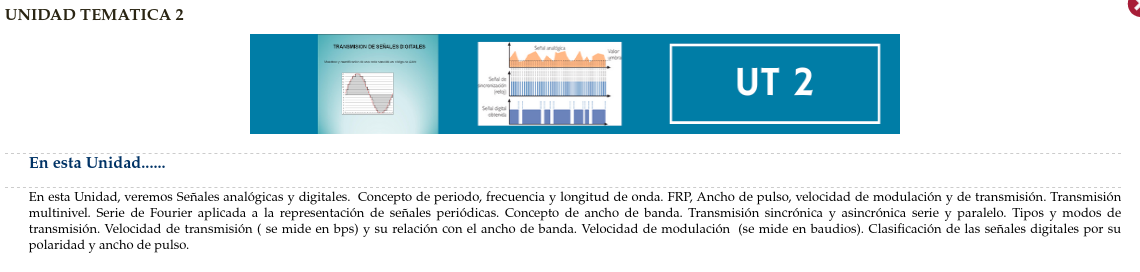 UNIDAD TEMATICA 2
TRANSMISION DE SEÑALES DIGITALES
Señal analógica
Valor
umbral
Señal de
sincronización
(reloj)
Señal digital
obtenida
UT 2
En esta Unidad......
En esta Unidad, veremos Señales analógicas y digitales. Concepto de periodo, frecuencia y longitud de onda. FRP, Ancho de pulso, velocidad de modulación y de transmisión. Transmisión
multinivel. Serie de Fourier aplicada a la representación de señales periódicas. Concepto de ancho de banda. Transmisión sincrónica y asincrónica serie y paralelo. Tipos y modos de
transmisión. Velocidad de transmisión ( se mide en bps) y su relación con el ancho de banda. Velocidad de modulación (se mide en baudios). Clasificación de las señales digitales por su
polaridad y ancho de pulso.